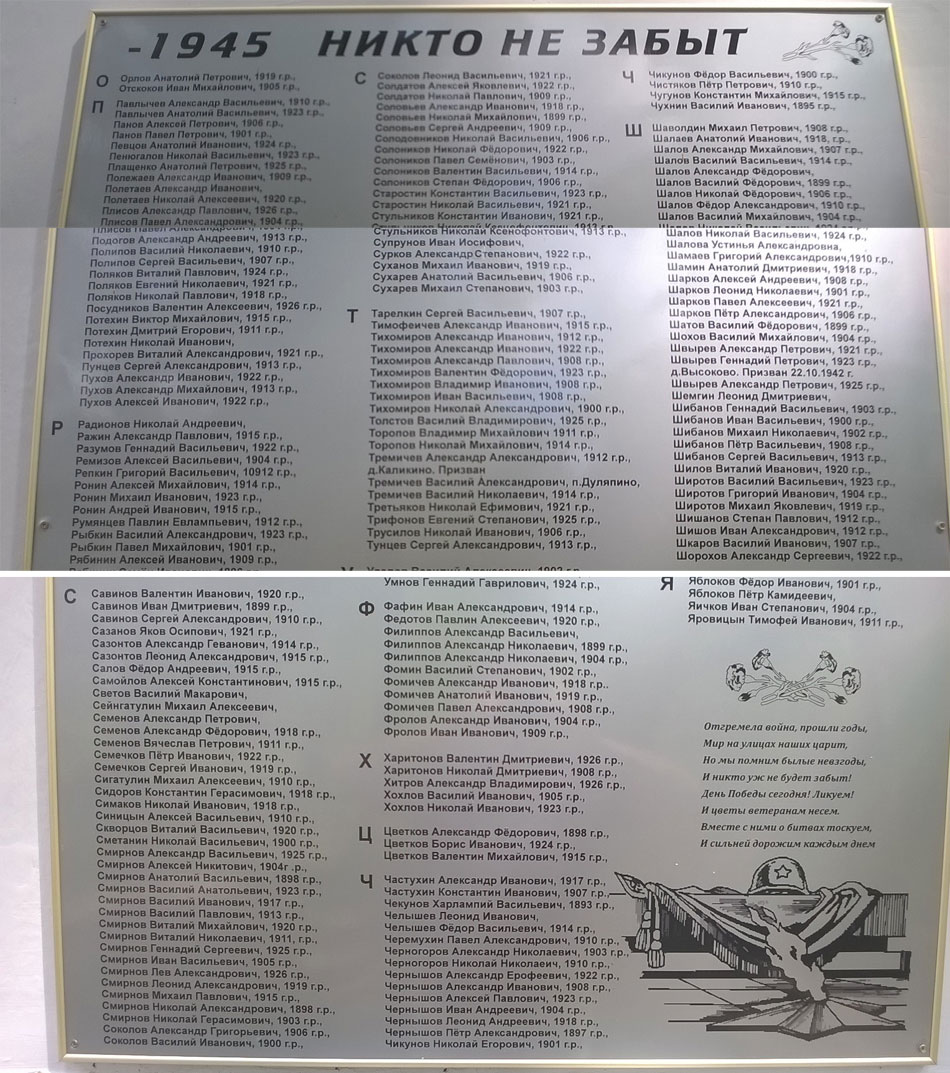 -1945 НИКТО НЕ ЗАБЫТ
О Орлов Анатолий Петрович, 1919 г.р.,
Отскоков Иван Михайлович, 1905 г.р.,
П Павлычев Александр Васильевич, 1910 г.р.,
Павлычев Анатолий Васильевич, 1923 г.р.,
Панов Алексей Петрович, 1906 г.р.,
Панов Павел Петрович, 1901 г.р.,
Певцов Анатолий Иванович, 1924 г.р.,
Пенюгалов Николай Васильевич, 1923 г.р.,
Плащенко Анатолий Петрович, 1925 г.р.,
Полежаев Александр Иванович, 1909 г.р.,
Полетаев Александр Иванович,
Полетаев Николай Алексеевич, 1920 г.р.,
Плисов Александр Павлович, 1926 г.р.,
Плисов Павел Александрович, 1904 г.р.,
Подогов Александр Андреевич, 1913 г.р.,
Полипов Василий Николаевич, 1910 г.р.,
Полипов Сергей Васильевич, 1907 г.р.,
Поляков Виталий Павлович, 1924 г.р.,
Поляков Евгений Николаевич, 1921 г.р.,
Поляков Николай Павлович, 1918 г.р.,
Посудников Валентин Алексеевич, 1926 г.р.,
Потехин Виктор Михайлович, 1915 г.р.,
Потехин Дмитрий Егорович, 1911 г.р.,
Потехин Николай Иванович,
Прохорев Виталий Александрович, 1921 г.р.,
Пунцев Сергей Александрович, 1913 г.р.,
Пухов Александр Иванович, 1922 г.р.,
Пухов Александр Михайлович, 1913 г.р.,
Пухов Алексей Иванович, 1922 г.р.,
Р Радионов Николай Андреевич,
Ражин Александр Павлович, 1915 г.р.,
Разумов Геннадий Васильевич, 1922 г.р.,
Ремизов Алексей Васильевич, 1904 г.р.,
Репкин Григорий Васильевич, 10912 г.р.,
Ронин Алексей Михайлович, 1914 г.р.,
Ронин Михаил Иванович, 1923 г.р.,
Ронин Андрей Иванович, 1915 г.р.,
Румянцев Павлин Евлампьевич, 1912 г.р.,
Рыбкин Василий Александрович, 1923 г.р.,
Рыбкин Павел Михайлович, 1901 г.р.,
Рябинин Алексей Иванович, 1909 г.р.,
С Савинов Валентин Иванович, 1920 г.р.,
Савинов Иван Дмитриевич, 1899 г.р.,
Савинов Сергей Александрович, 1910 г.р.,
Сазанов Яков Осипович, 1921 г.р.,
Сазонтов Александр Геванович, 1914 г.р.,
Сазонтов Леонид Александрович, 1915 г.р.,
Салов Фёдор Андреевич, 1915 г.р.,
Самойлов Алексей Константинович, 1915 г.р.,
Светов Василий Макарович,
Сейнгатулин Михаил Алексеевич,
Семенов Александр Петрович,
Семенов Александр Фёдорович, 1918 г.р.,
Семенов Вячеслав Петрович, 1911 г.р.,
Семечков Пётр Иванович, 1922 г.р.,
Семечков Сергей Иванович, 1919 г.р.,
Сигатулин Михаил Алексеевич, 1910 г.р.,
Сидоров Константин Герасимович, 1918 г.р.,
Симаков Николай Иванович, 1918 г.р.,
Синицын Алексей Васильевич, 1910 г.р.,
Скворцов Виталий Васильевич, 1920 г.р.,
Сметанин Николай Васильевич, 1900 г.р.,
Смирнов Александр Васильевич, 1925 г.р.,
Смирнов Алексей Никитович, 1904г .р.,
Смирнов Анатолий Васильевич, 1898 г.р.,
Смирнов Василий Анатольевич, 1923 г.р.,
Смирнов Василий Иванович, 1917 г.р.,
Смирнов Василий Павлович, 1913 г.р.,
Смирнов Виталий Михайлович, 1920 г.р.,
Смирнов Виталий Николаевич, 1911, г.р.,
Смирнов Геннадий Сергеевич, 1925 г.р.,
Смирнов Иван Васильевич, 1905 г.р.,
Смирнов Лев Александрович, 1926 г.р.,
Смирнов Леонид Александрович, 1919 г.р.,
Смирнов Михаил Павлович, 1915 г.р.,
Смирнов Николай Александрович, 1898 г.р.,
Смирнов Николай Герасимович, 1903 г.р.,
Соколов Александр Григорьевич, 1906 г.р.,
Соколов Василий Иванович, 1900 г.р.,
С Соколов Леонид Васильевич, 1921 г.р.,
Солдатов Алексей Яковлевич, 1922 г.р.,
Солдатов Николай Павлович, 1909 г.р.,
Соловьев Александр Иванович, 1918 г.р.,
Соловьев Николай Михайлович, 1899 г.р.,
Соловьев Сергей Андреевич, 1909 г.р.,
Солодовников Николай Васильевич, 1906 г.р.,
Солоников Николай Фёдорович, 1922 г.р.,
Солоников Павел Семёнович, 1903 г.р.,
Солоников Валентин Васильевич, 1914 г.р.,
Солоников Степан Фёдорович, 1906 г.р.,
Старостин Константин Васильевич, 1923 г.р.,
Старостин Николай Васильевич, 1921 г.р.,
Стульников Константин Иванович, 1921 г.р.,
Стульников Николай Ксенофонтович, 1913 г.р.,
Супрунов Иван Иосифович,
Сурков Александр Степанович, 1922 г.р.,
Суханов Михаил Иванович, 1919 г.р.,
Сухарев Анатолий Васильевич, 1906 г.р.,
Сухарев Михаил Степанович, 1903 г.р.,
Т Тарелкин Сергей Васильевич, 1907 г.р.,
Тимофеичев Александр Иванович, 1915 г.р.,
Тихомиров Александр Иванович, 1912 г.р.,
Тихомиров Александр Иванович, 1922 г.р.,
Тихомиров Александр Павлович, 1908 г.р.,
Тихомиров Валентин Фёдорович, 1923 г.р.,
Тихомиров Владимир Иванович, 1908 г.р.,
Тихомиров Иван Васильевич, 1908 г.р.,
Тихомиров Николай Александрович, 1900 г.р.,
Толстов Василий Владимирович, 1925 г.р.,
Торопов Владимир Михайлович 1911 г.р.,
Торопов Николай Михайлович, 1914 г.р.,
Тремичев Александр Александрович, 1912 г.р.,
д.Каликино. Призван
Тремичев Василий Александрович, п.Дуляпино,
Тремичев Василий Николаевич, 1914 г.р.,
Третьяков Николай Ефимович, 1921 г.р.,
Трифонов Евгений Степанович, 1925 г.р.,
Трусилов Николай Иванович, 1906 г.р.,
Тунцев Сергей Александрович, 1913 г.р.,
Умнов Геннадий Гаврилович, 1924 г.р.,
Ф Фафин Иван Александрович, 1914 г.р.,
Федотов Павлин Алексеевич, 1920 г.р.,
Филиппов Александр Васильевич,
Филиппов Александр Николаевич, 1899 г.р.,
Филиппов Александр Николаевич, 1904 г.р.,
Фомин Василий Степанович, 1902 г.р.,
Фомичев Александр Иванович, 1918 г.р.,
Фомичев Анатолий Иванович, 1919 г.р.,
Фомичев Павел Александрович, 1908 г.р.,
Фролов Александр Иванович, 1904 г.р.,
Фролов Иван Иванович, 1909 г.р.,
Х Харитонов Валентин Дмитриевич, 1926 г.р.,
Харитонов Николай Дмитриевич, 1908 г.р.,
Хитров Александр Владимирович, 1926 г.р.,
Хохлов Василий Иванович, 1905 г.р.,
Хохлов Николай Иванович, 1923 г.р.,
Ц Цветков Александр Фёдорович, 1898 г.р.,
Цветков Борис Иванович, 1924 г.р.,
Цветков Валентин Михайлович, 1915 г.р.,
Ч Частухин Александр Иванович, 1917 г.р.,
Частухин Константин Иванович, 1907 г.р.,
Чекунов Харлампий Васильевич, 1893 г.р.,
Челышев Леонид Иванович,
Челышев Фёдор Васильевич, 1914 г.р.,
Черемухин Павел Александрович, 1910 г.р.,
Черногоров Александр Николаевич, 1903 г.р.,
Черногоров Николай Николаевич, 1910 г.р.,
Чернышов Александр Ерофеевич, 1922 г.р.,
Чернышов Александр Иванович, 1908 г.р.,
Чернышов Алексей Павлович, 1923 г.р.,
Чернышов Иван Андреевич, 1904 г.р.,
Чернышов Леонид Андреевич, 1918 г.р.,
Чернышов Пётр Александрович, 1897 г.р.,
Чикунов Николай Егорович, 1901 г.р.,
Ч Чикунов Фёдор Васильевич, 1900 г.р.,
Чистяков Пётр Петрович, 1910 г.р.,
Чугунов Константин Михайлович, 1915 г.р.,
Чухнин Василий Иванович, 1895 г.р.,
Ш Шаволдин Михаил Петрович, 1908 г.р.,
Шалаев Анатолий Иванович, 1918, г.р.,
Шалов Александр Михайлович, 1907 г.р.,
Шалов Василий Васильевич, 1914 г.р.,
Шалов Александр Фёдорович,
Шалов Василий Фёдорович, 1899 г.р.,
Шалов Николай Фёдорович, 1906 г.р.,
Шалов Фёдор Александрович, 1910 г.р.,
Шалов Василий Михайлович, 1904 г.р.,
Шалов Николай Васильевич, 1924 г.р.,
Шалова Устинья Александровна,
Шамаев Григорий Александрович,1910 г.р.,
Шамин Анатолий Дмитриевич, 1918 г.р.,
Шарков Алексей Андреевич, 1908 г.р.,
Шарков Леонид Николаевич, 1901 г.р.,
Шарков Павел Алексеевич, 1921 г.р.,
Шарков Пётр Александрович, 1906 г.р.,
Шатов Василий Фёдорович, 1899 г.р.,
Шохов Василий Михайлович, 1904 г.р.,
Швырев Александр Петрович, 1921 г.р.,
Швырев Геннадий Петрович, 1923 г.р.,
д.Высоково. Призван 22.10.1942 г.
Швырев Александр Петрович, 1925 г.р.,
Шемгин Леонид Дмитриевич,
Шибанов Геннадий Васильевич, 1903 г.р.,
Шибанов Иван Васильевич, 1900 г.р.,
Шибанов Михаил Николаевич, 1902 г.р.,
Шибанов Пётр Васильевич, 1908 г.р.,
Шибанов Сергей Васильевич, 1913 г.р.,
Шилов Виталий Иванович, 1920 г.р.,
Широтов Василий Васильевич, 1923 г.р.,
Широтов Григорий Иванович, 1904 г.р.,
Широтов Михаил Яковлевич, 1919 г.р.,
Шишанов Степан Павлович, 1912 г.р.,
Шишов Иван Александрович, 1912 г.р.,
Шкаров Василий Иванович, 1907 г.р.,
Шорохов Александр Сергеевич, 1922 г.р.,
Я Яблоков Фёдор Иванович, 1901 г.р.,
Яблоков Пётр Камидеевич,
Яичков Иван Степанович, 1904 г.р.,
Яровицын Тимофей Иванович, 1911 г.р.,
Отгремела война, прошли годы,
Мир на улицах наших царит,
Но мы помним былые невзгоды,
И никто уж не будет забыт!
День Победы сегодня! Ликуем!
И цветы ветеранам несем.
Вместе с ними о битвах тоскуем,
И сильней дорожим каждым днем